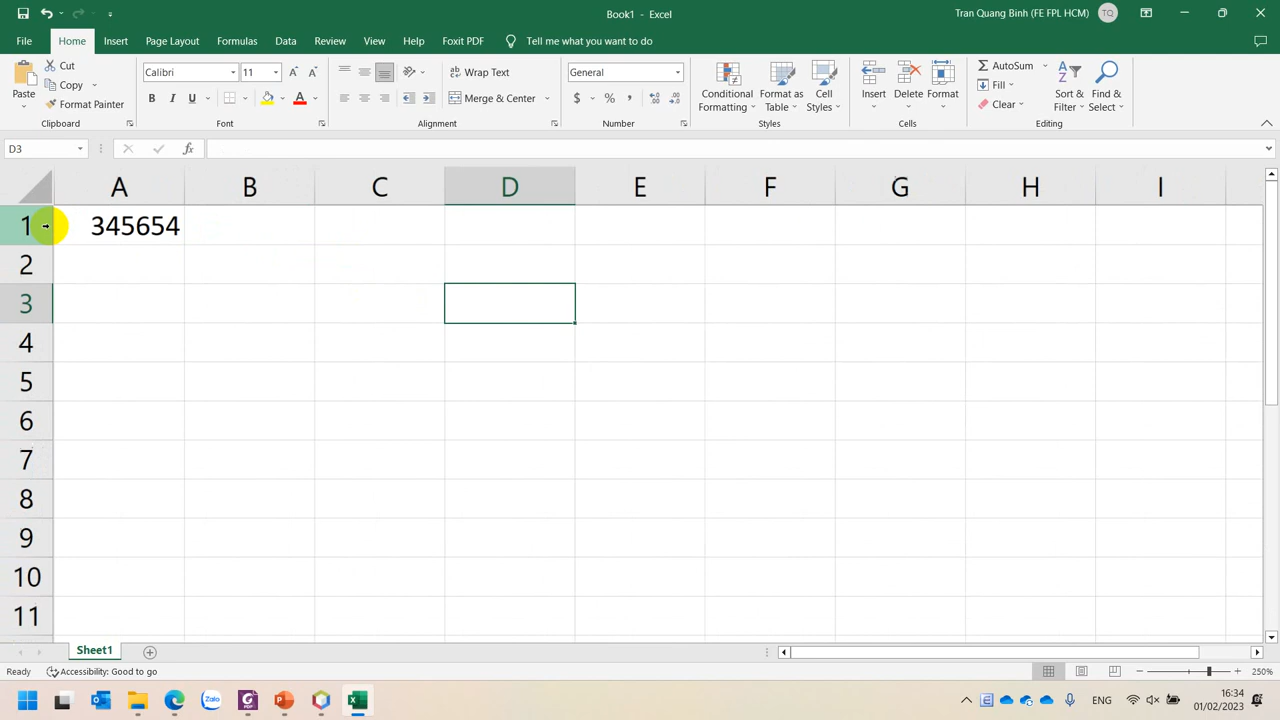 Book1 - Excel
Tran Quang Binh (FE FPL HCM) TQ
File Home Insert Page Layout Formulas Data Review View Help Foxit PDF Tell me what you want to do
Paste
Cut
Copy
Format Painter
Clipboard
Calibri 11
B I U A
Font
Wrap Text
Merge & Center
Alignment
General
$ % ,
Number
Conditional Formatting
Format as Table
Cell Styles
Styles
Insert Delete Format
Cells
AutoSum
Fill
Clear
Sort & Filter
Find & Select
Editing
D3 fx
A B C D E F G H I
1 345654
2
3
4
5
6
7
8
9
10
11
Sheet1
Ready Accessibility: Good to go 250%
Zalo ENG 16:34
01/02/2023